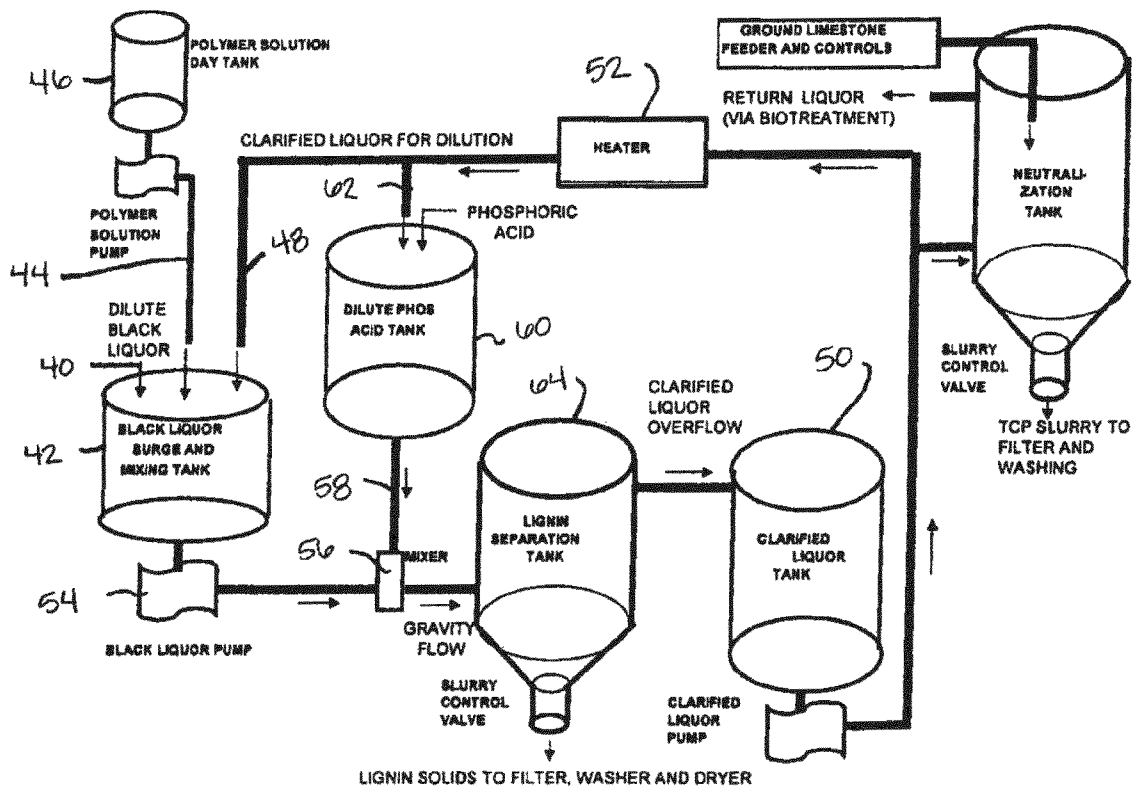 POLYMER SOLUTION
DAY TANK
46
POLYMER
SOLUTION
PUMP
44
CLARIFIED LIQUOR FOR DILUTION
48
62
52
HEATER
GROUND LIMESTONE
FEEDER AND CONTROLS
RETURN LIQUOR
(VIA BIOTREATMENT)
NEUTRALI-
ZATION
TANK
SLURRY
CONTROL
VALVE
TCP SLURRY TO
FILTER AND
WASHING
PHOSPHORIC
ACID
DILUTE PHOS
ACID TANK
60
DILUTE
BLACK
LIQUOR
40
BLACK LIQUOR
SURGE AND
MIXING TANK
42
58
56
MIXER
54
BLACK LIQUOR PUMP
GRAVITY
FLOW
64
LIGNIN
SEPARATION
TANK
SLURRY
CONTROL
VALVE
CLARIFIED
LIQUOR
OVERFLOW
50
CLARIFIED
LIQUOR
TANK
CLARIFIED
LIQUOR
PUMP
LIGNIN SOLIDS TO FILTER, WASHER AND DRYER